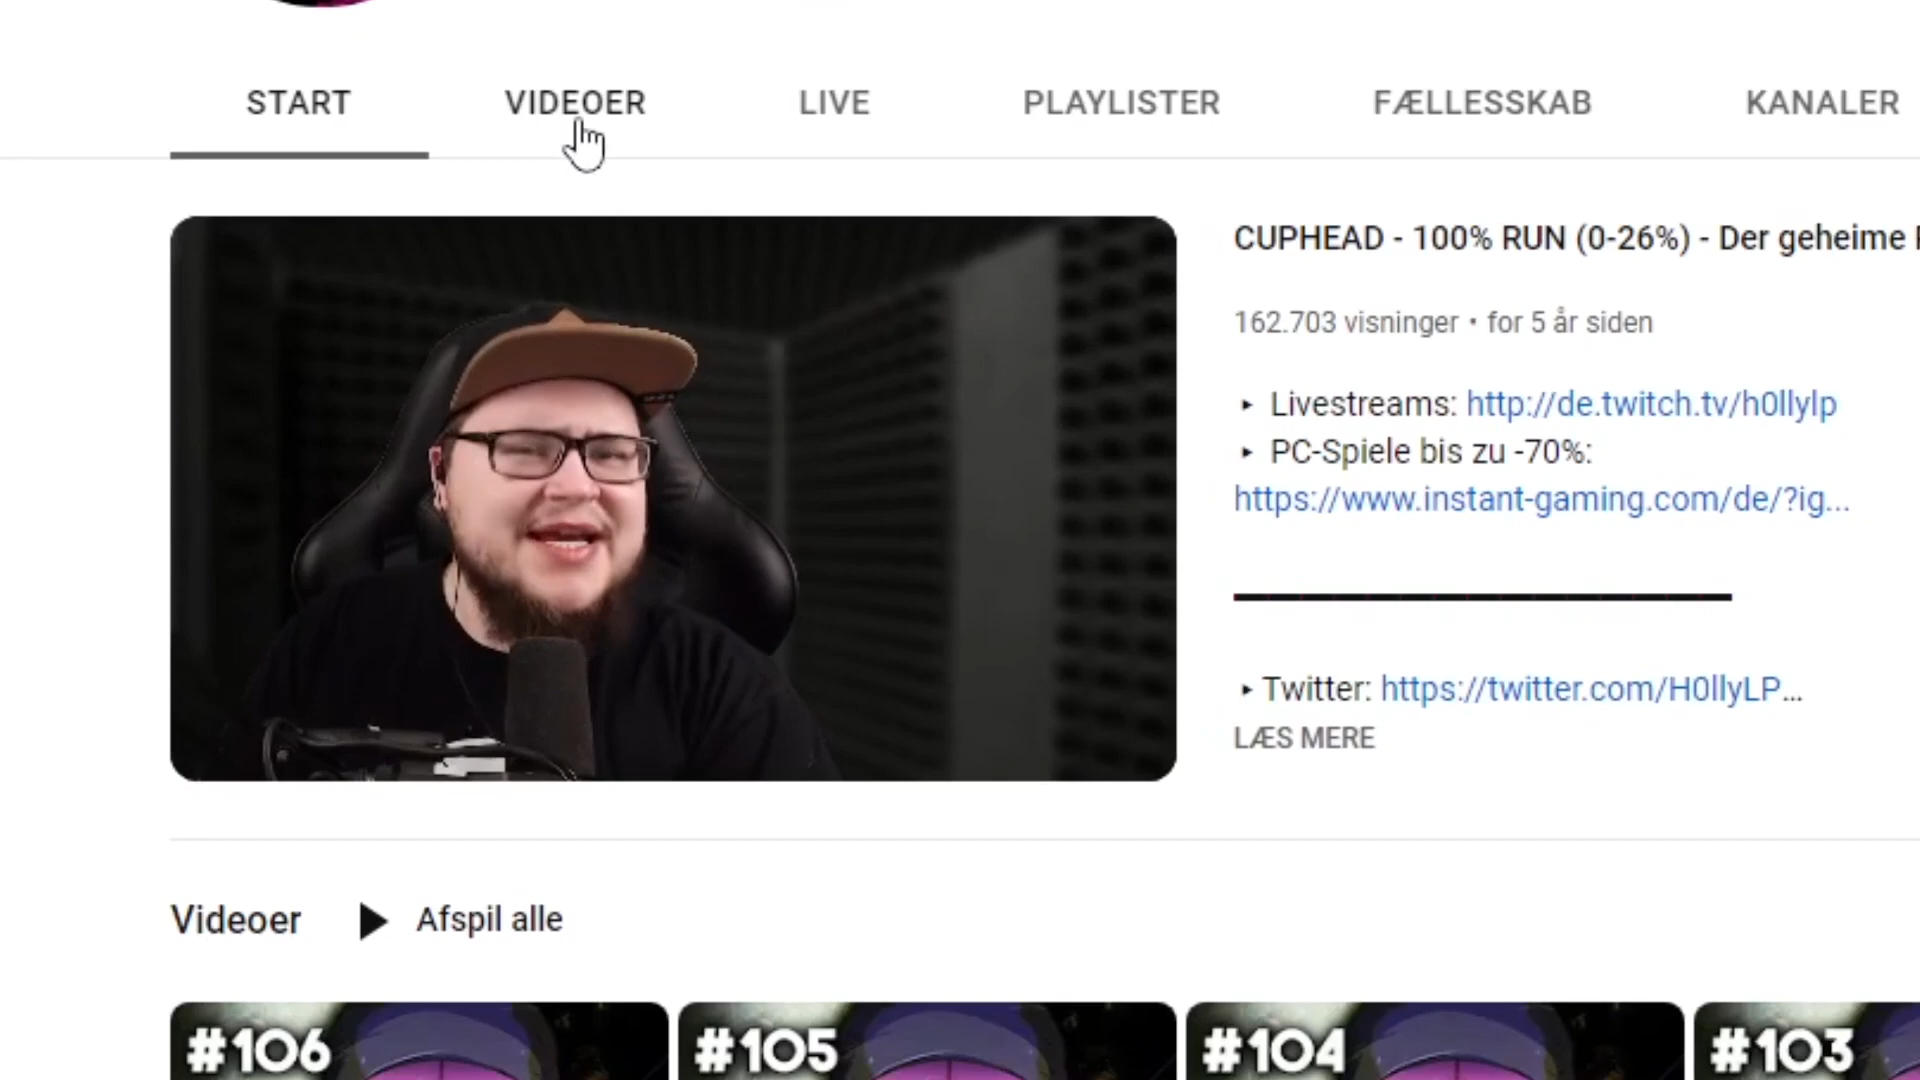 START VIDEOER LIVE PLAYLISTER FÆLLESSKAB KANALER
CUPHEAD - 100% RUN (0-26%) - Der geheime
162.703 visninger • for 5 år siden
‣ Livestreams: http://de.twitch.tv/h0llylp
‣ PC-Spiele bis zu -70%:
https://www.instant-gaming.com/de/?ig...
‣ Twitter: https://twitter.com/H0llyLP...
LÆS MERE
Videoer ▶ Afspil alle
#106 #105 #104 #103